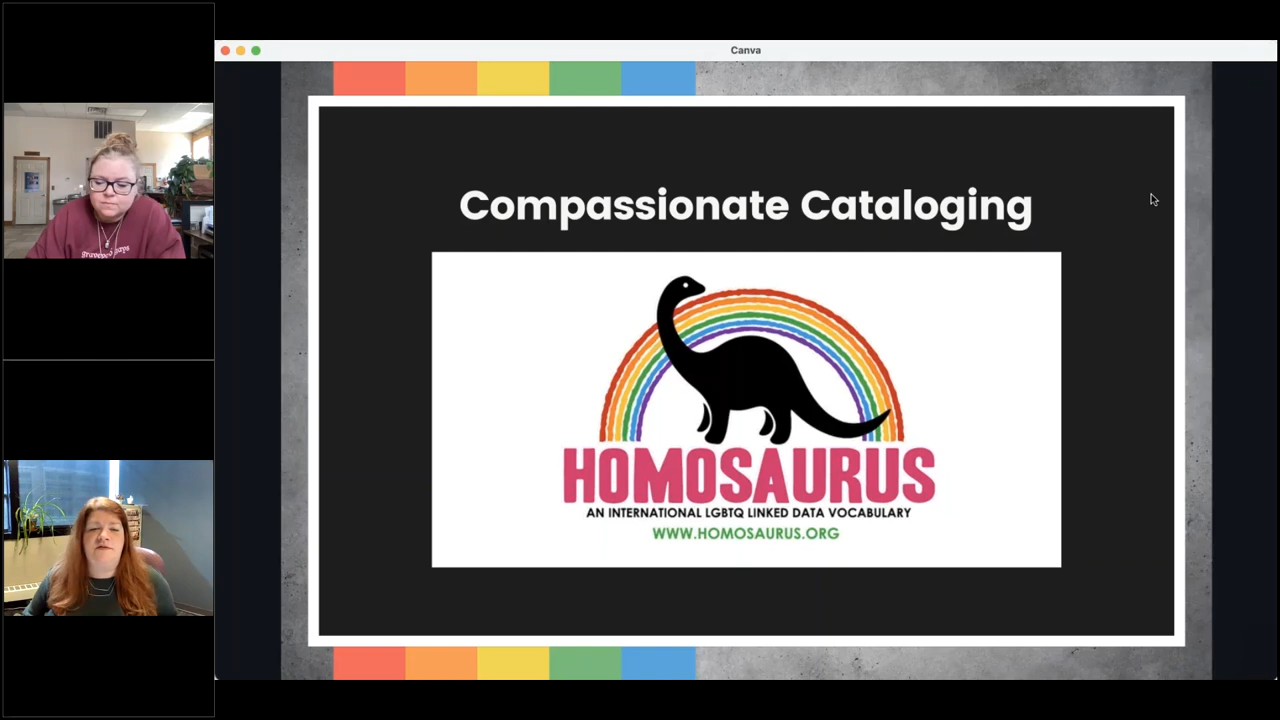 Canva
Compassionate Cataloging
HOMOSAURUS
AN INTERNATIONAL LGBTQ LINKED DATA VOCABULARY
WWW.HOMOSAURUS.ORG